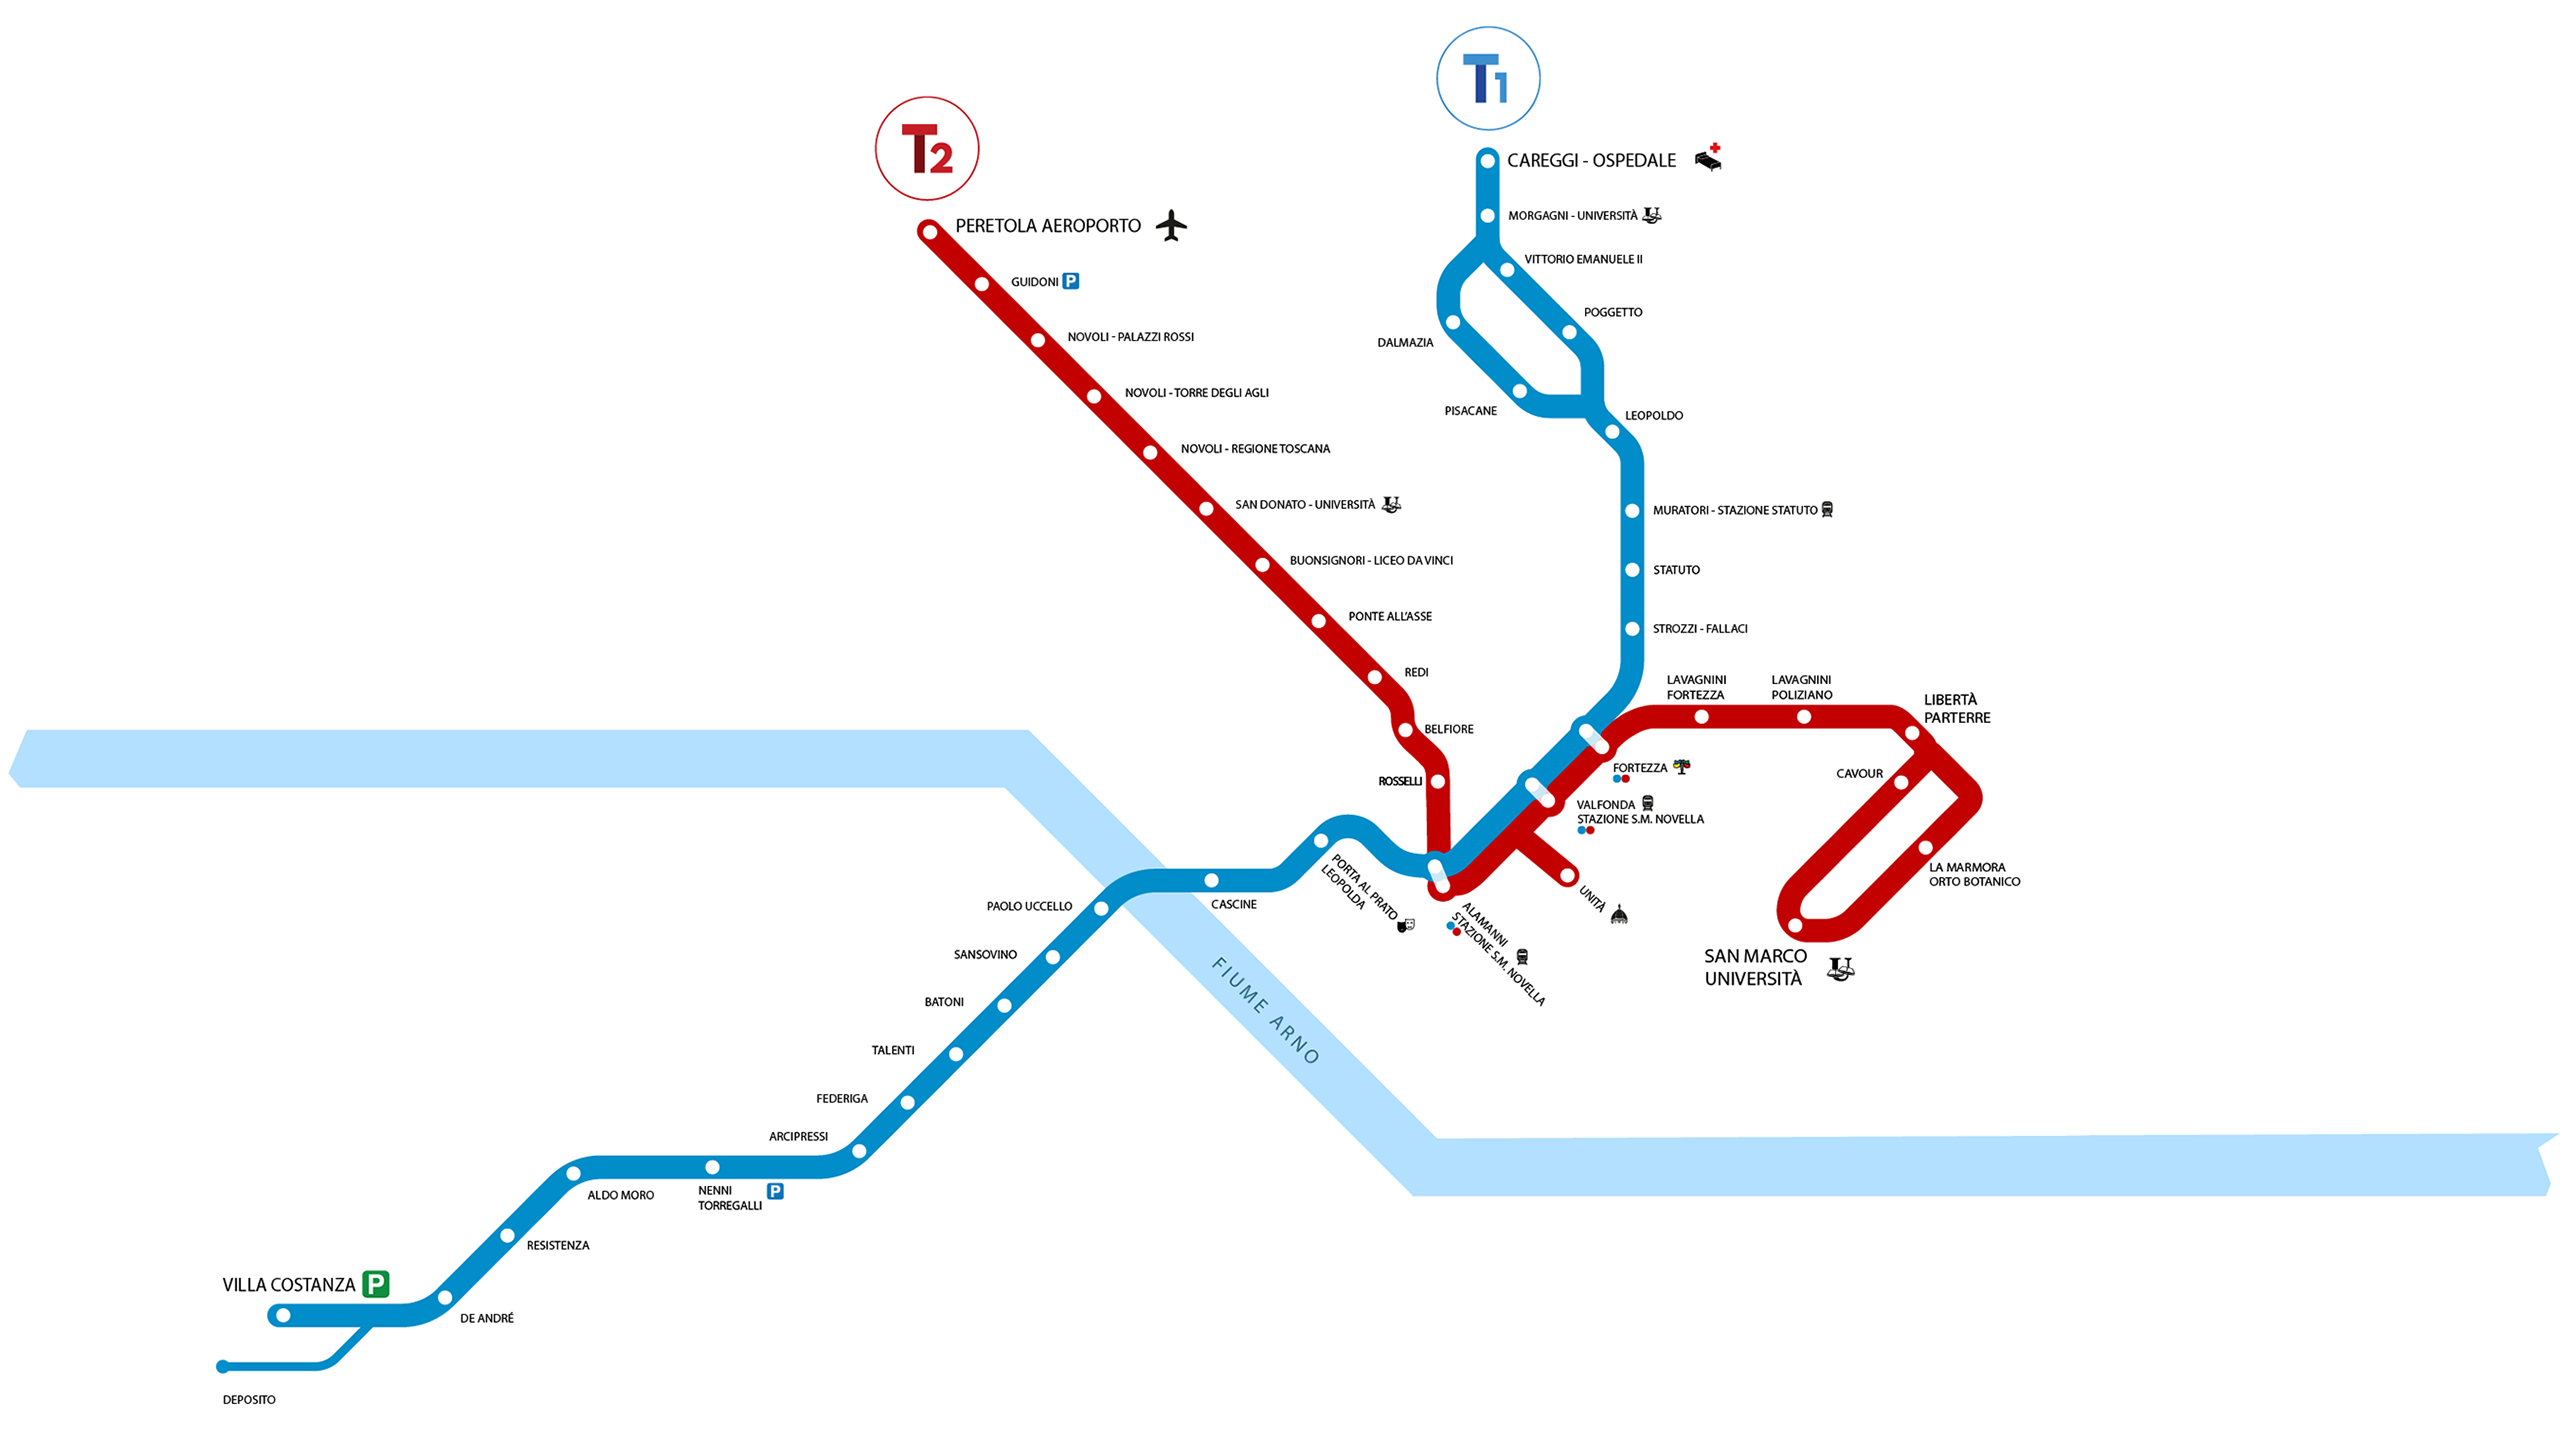 T1
T2
CAREGGI - OSPEDALE
MORGAGNI - UNIVERSITÀ
PERETOLA AEROPORTO
VITTORIO EMANUELE II
GUIDONI P
POGGETTO
NOVOLI - PALAZZI ROSSI
DALMAZIA
NOVOLI - TORRE DEGLI AGLI
PISACANE
LEOPOLDO
NOVOLI - REGIONE TOSCANA
SAN DONATO - UNIVERSITÀ
MURATORI - STAZIONE STATUTO
BUONSIGNORI - LICEO DA VINCI
STATUTO
PONTE ALL'ASSE
STROZZI - FALLACI
REDI
LAVAGNINI
FORTEZZA
LAVAGNINI
POLIZIANO
LIBERTÀ
PARTERRE
BELFIORE
ROSSELLI
FORTEZZA
CAVOUR
VALFONDA
STAZIONE S.M. NOVELLA
LA MARMORA
ORTO BOTANICO
PORTA AL PRATO
LEOPOLDA
UNITÀ
CASCINE
PAOLO UCCELLO
ALAMANNI
STAZIONE S.M. NOVELLA
SAN MARCO
UNIVERSITÀ
SANSOVINO
FIUME ARNO
BATONI
TALENTI
FEDERIGA
ARCIPRESSI
ALDO MORO
NENNI
TORREGALLI
P
RESISTENZA
VILLA COSTANZA P
DE ANDRÉ
DEPOSITO